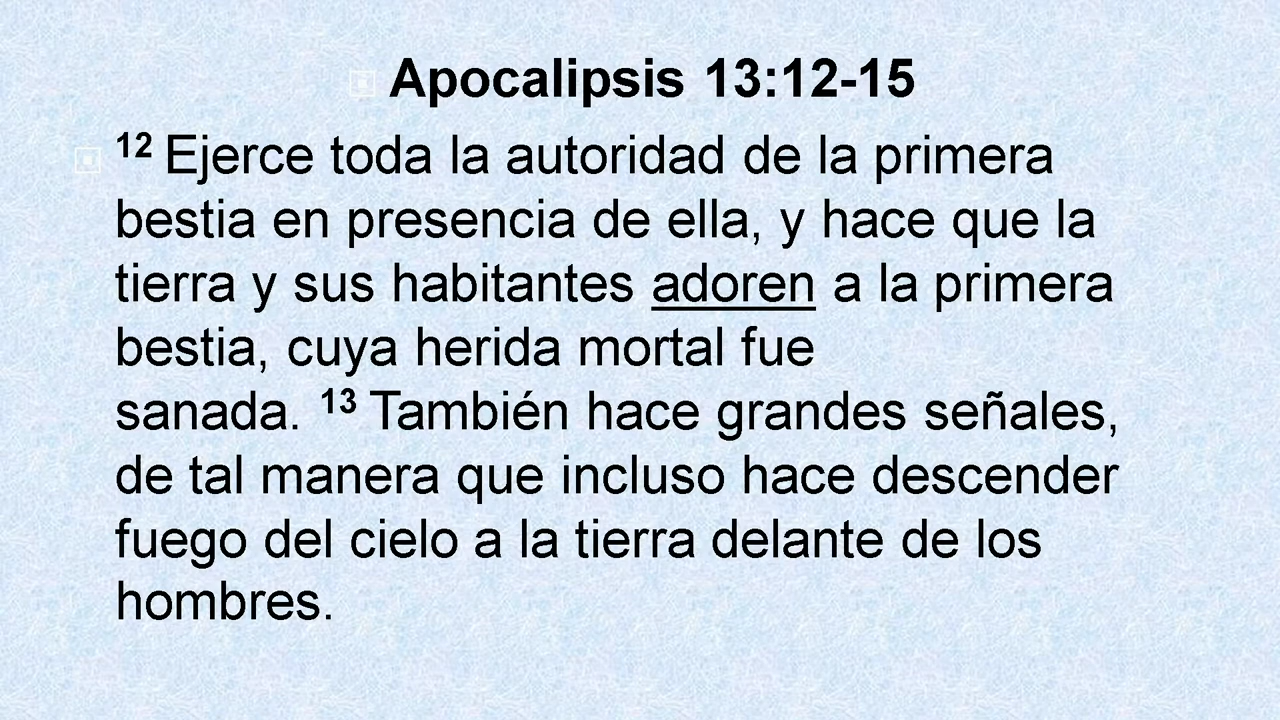 Apocalipsis 13:12-15
12 Ejerce toda la autoridad de la primera
bestia en presencia de ella, y hace que la
tierra y sus habitantes adoren a la primera
bestia, cuya herida mortal fue
sanada. 13 También hace grandes señales,
de tal manera que incluso hace descender
fuego del cielo a la tierra delante de los
hombres.